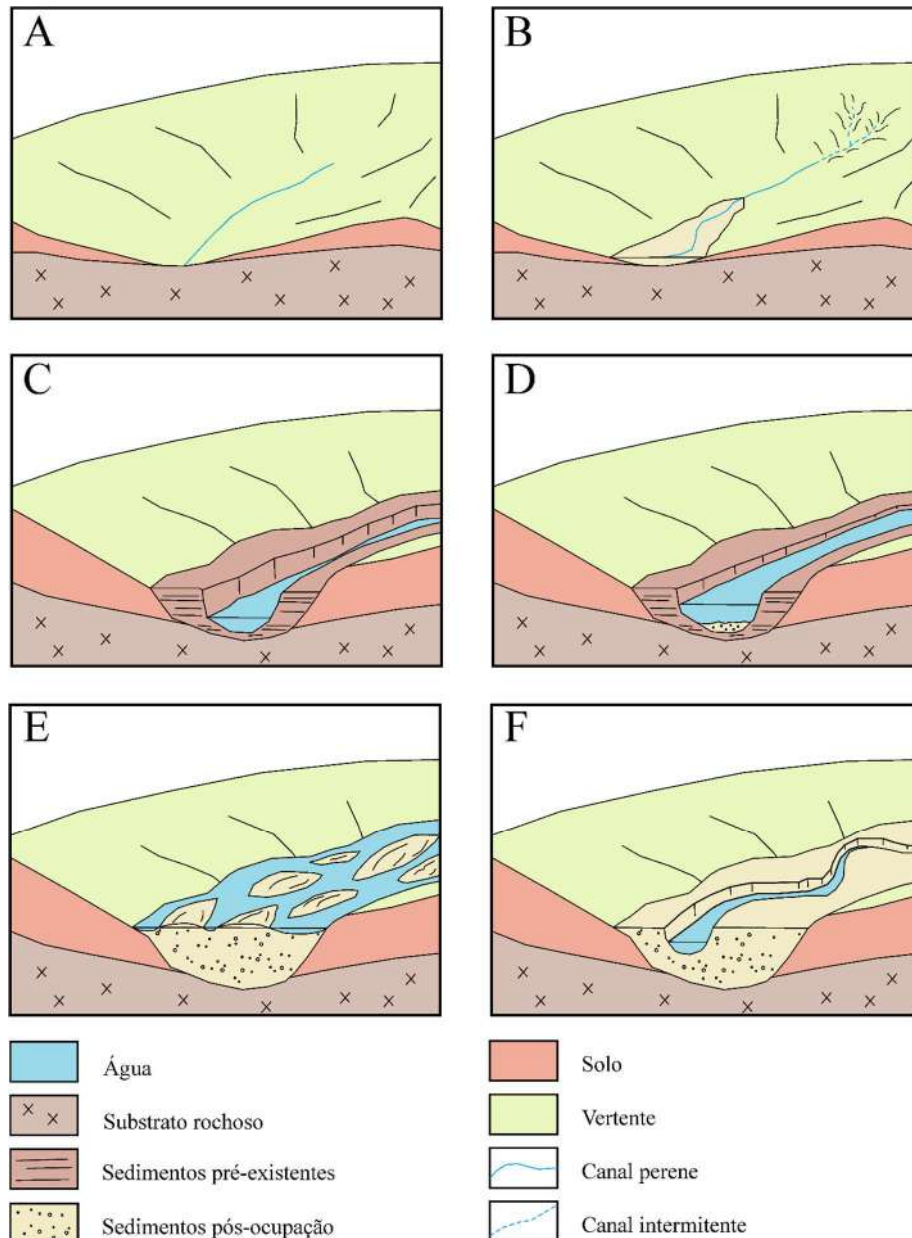 A
B
C
D
E
F
Água
Substrato rochoso
Sedimentos pré-existentes
Sedimentos pós-ocupação
Solo
Vertente
Canal perene
Canal intermitente